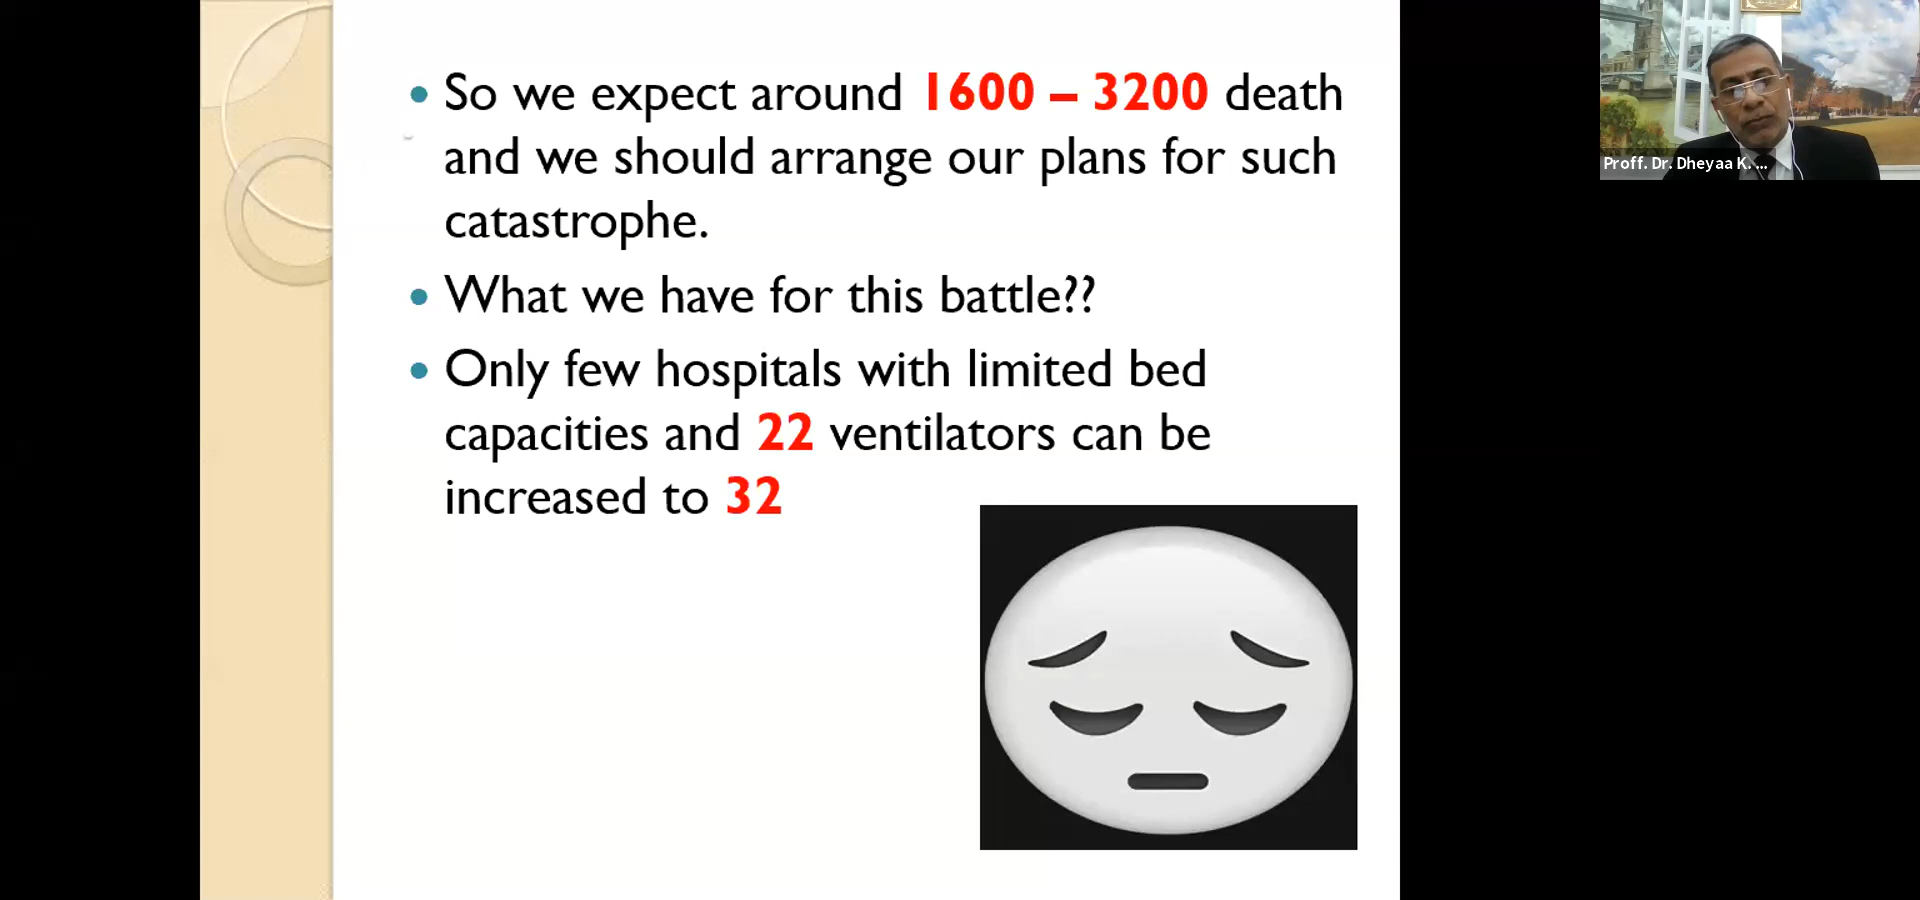 So we expect around 1600 – 3200 death
and we should arrange our plans for such
catastrophe.
What we have for this battle??
Only few hospitals with limited bed
capacities and 22 ventilators can be
increased to 32
Proff. Dr. Dheyaa K. ...